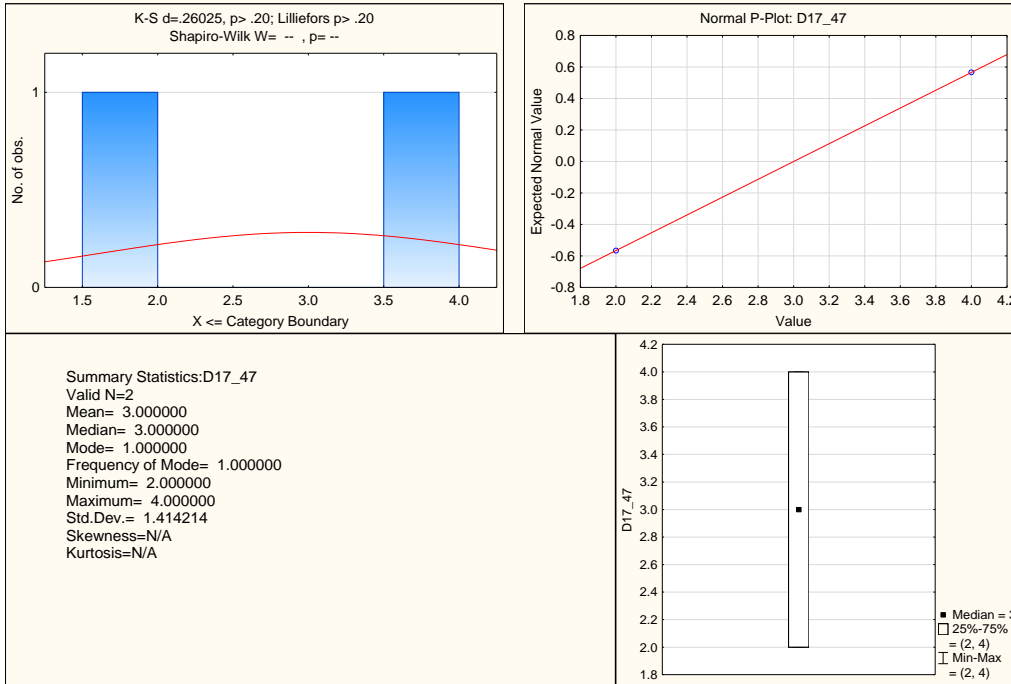 K-S d=.26025, p> .20; Lilliefors p> .20
Shapiro-Wilk W= -- , p= --
No. of obs.
1
0
1.5 2.0 2.5 3.0 3.5 4.0
X <= Category Boundary
Normal P-Plot: D17_47
Expected Normal Value
0.8
0.6
0.4
0.2
0.0
-0.2
-0.4
-0.6
-0.8
1.8 2.0 2.2 2.4 2.6 2.8 3.0 3.2 3.4 3.6 3.8 4.0 4.2
Value
Summary Statistics:D17_47
Valid N=2
Mean= 3.000000
Median= 3.000000
Mode= 1.000000
Frequency of Mode= 1.000000
Minimum= 2.000000
Maximum= 4.000000
Std.Dev.= 1.414214
Skewness=N/A
Kurtosis=N/A
D17_47
4.2
4.0
3.8
3.6
3.4
3.2
3.0
2.8
2.6
2.4
2.2
2.0
1.8
Median = 3
25%-75%
= (2, 4)
Min-Max
= (2, 4)